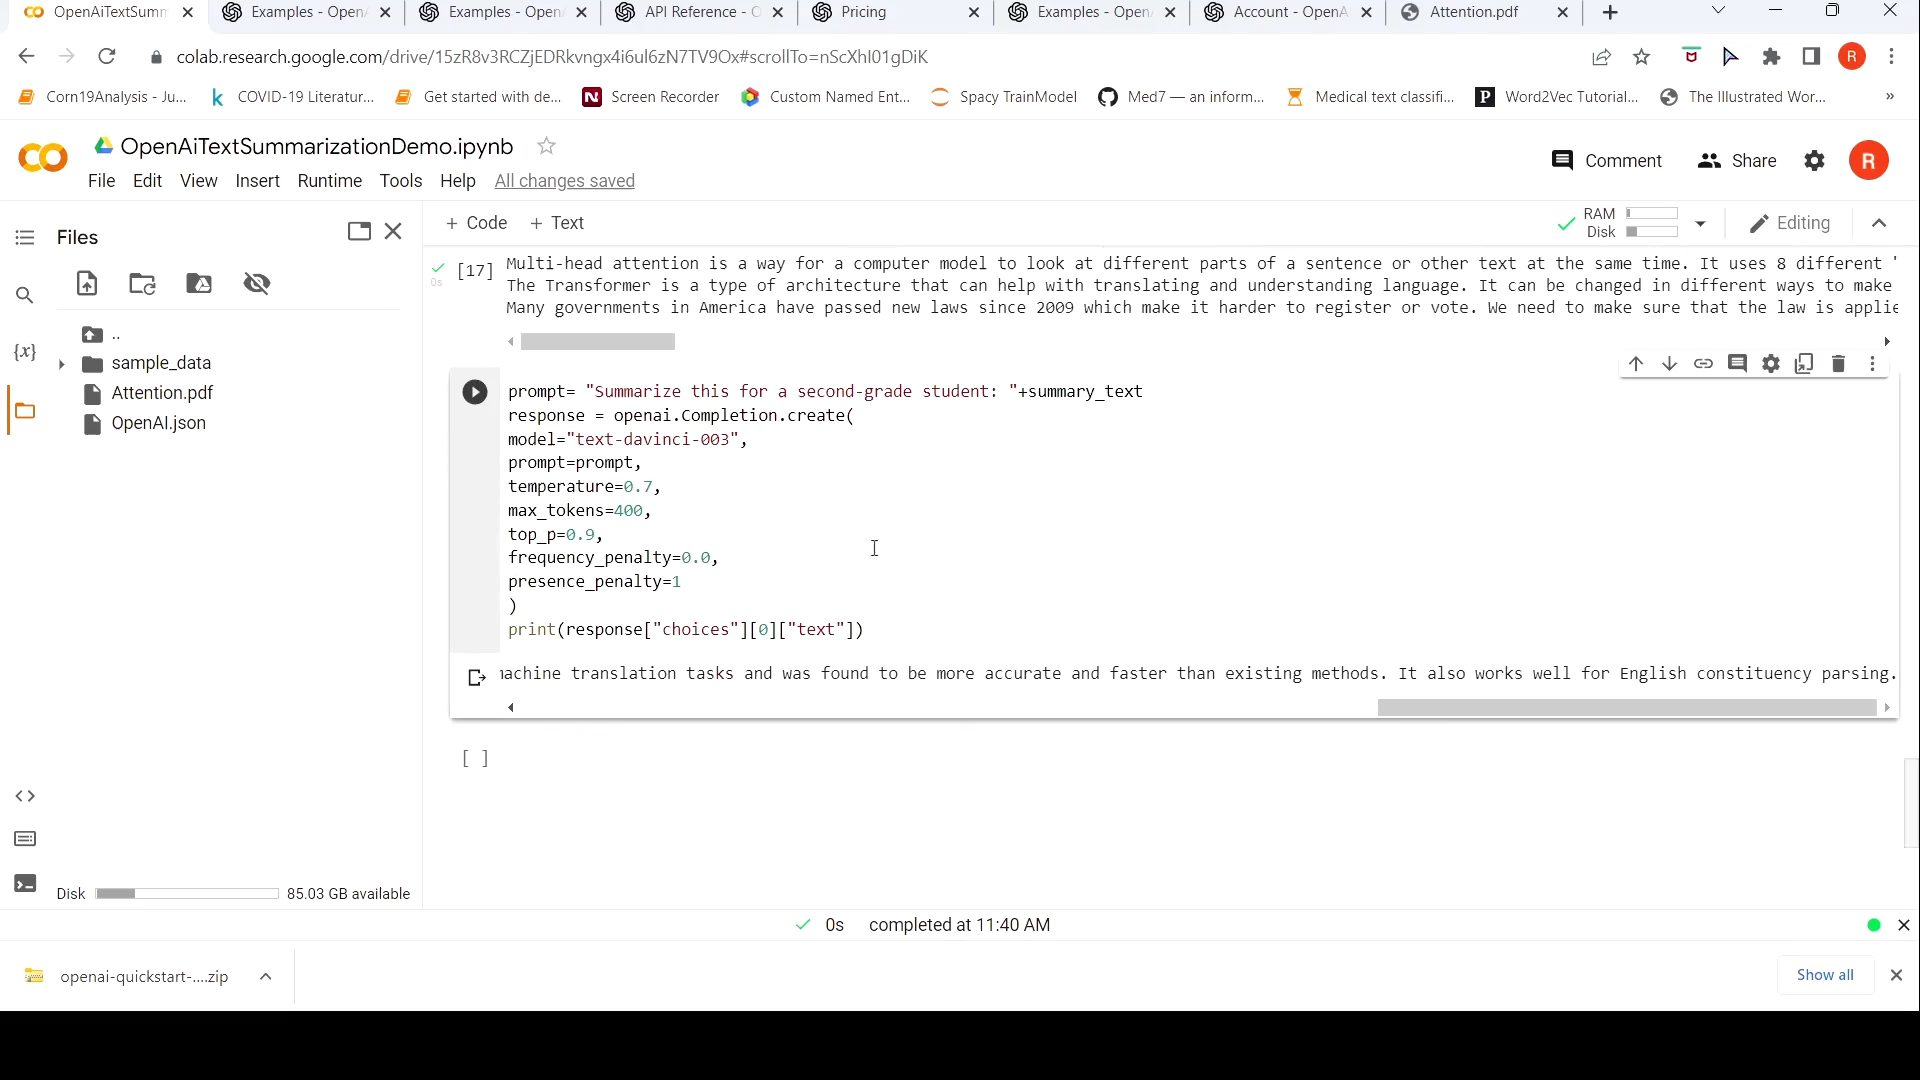 OpenAiTextSumm
Examples - Open
Examples - Open
API Reference - O
Pricing
Examples - Open
Account - OpenA
Attention.pdf
colab.research.google.com/drive/15zR8v3RCZjEDRkvngx4i6ul6zN7TV9Ox#scrollTo=nScXhI01gDiK
R
Corn19Analysis - Ju...
COVID-19 Literatur...
Get started with de...
Screen Recorder
Custom Named Ent...
Spacy TrainModel
Med7 — an inform...
Medical text classifi...
Word2Vec Tutorial...
The Illustrated Wor...
»
OpenAiTextSummarizationDemo.ipynb
Comment
Share
R
File Edit View Insert Runtime Tools Help All changes saved
Files
+ Code + Text
RAM
Disk
Editing
..
sample_data
Attention.pdf
OpenAI.json
{x}
0s
[17]
Multi-head attention is a way for a computer model to look at different parts of a sentence or other text at the same time. It uses 8 different '
The Transformer is a type of architecture that can help with translating and understanding language. It can be changed in different ways to make
Many governments in America have passed new laws since 2009 which make it harder to register or vote. We need to make sure that the law is applie
prompt= "Summarize this for a second-grade student: "+summary_text
response = openai.Completion.create(
model="text-davinci-003",
prompt=prompt,
temperature=0.7,
max_tokens=400,
top_p=0.9,
frequency_penalty=0.0,
presence_penalty=1
)
print(response["choices"][0]["text"])
machine translation tasks and was found to be more accurate and faster than existing methods. It also works well for English constituency parsing.
[ ]
Disk 85.03 GB available
0s completed at 11:40 AM
openai-quickstart-....zip
Show all